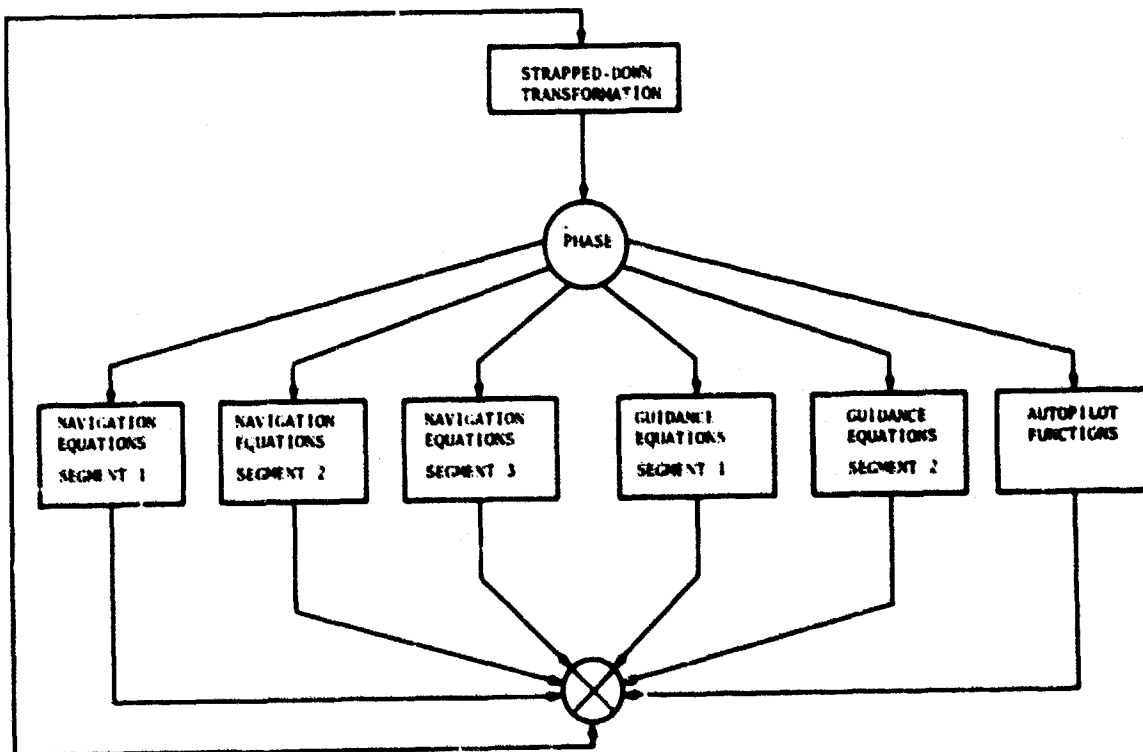 STRAPPED-DOWN
TRANSFORMATION
PHASE
NAVIGATION
EQUATIONS
SEGMENT 1
NAVIGATION
EQUATIONS
SEGMENT 2
NAVIGATION
EQUATIONS
SEGMENT 3
GUIDANCE
EQUATIONS
SEGMENT 1
GUIDANCE
EQUATIONS
SEGMENT 2
AUTOPILOT
FUNCTIONS